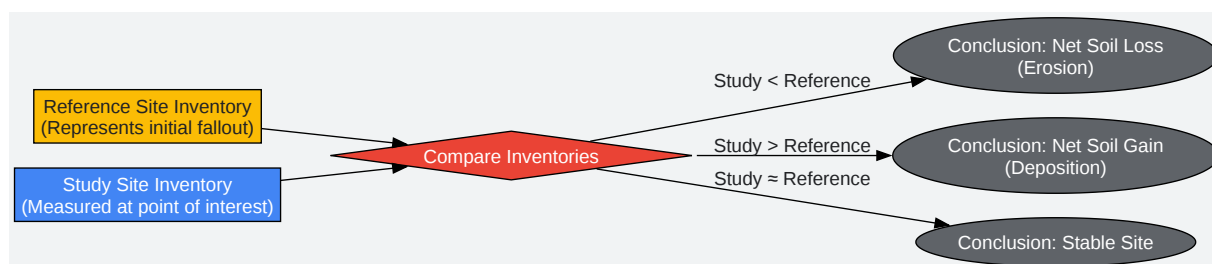 Reference Site Inventory
(Represents initial fallout)
Study Site Inventory
(Measured at point of interest)
Compare Inventories
Study < Reference
Study > Reference
Study ≈ Reference
Conclusion: Net Soil Loss
(Erosion)
Conclusion: Net Soil Gain
(Deposition)
Conclusion: Stable Site